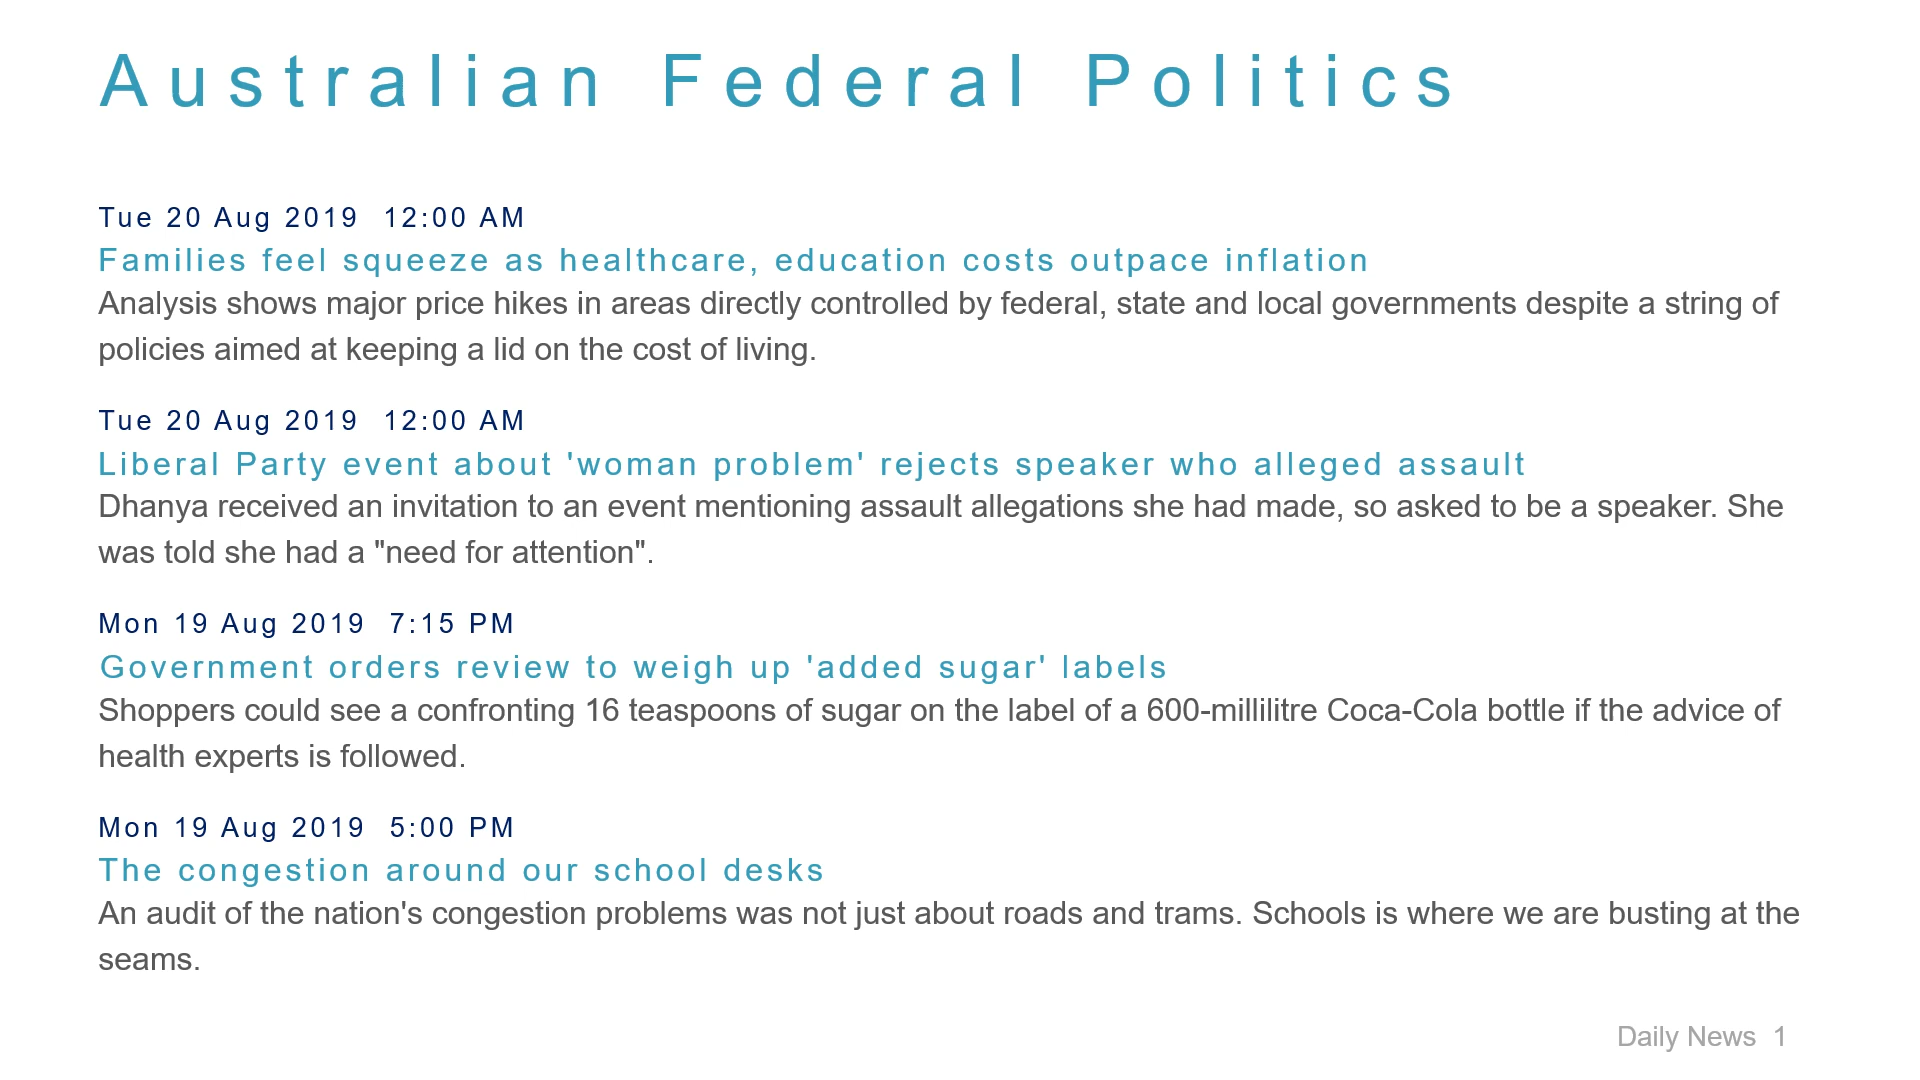 Australian Federal Politics
Tue 20 Aug 2019  12:00 AM
Families feel squeeze as healthcare, education costs outpace inflation
Analysis shows major price hikes in areas directly controlled by federal, state and local governments despite a string of
policies aimed at keeping a lid on the cost of living.
Tue 20 Aug 2019  12:00 AM
Liberal Party event about 'woman problem' rejects speaker who alleged assault
Dhanya received an invitation to an event mentioning assault allegations she had made, so asked to be a speaker. She
was told she had a "need for attention".
Mon 19 Aug 2019  7:15 PM
Government orders review to weigh up 'added sugar' labels
Shoppers could see a confronting 16 teaspoons of sugar on the label of a 600-millilitre Coca-Cola bottle if the advice of
health experts is followed.
Mon 19 Aug 2019  5:00 PM
The congestion around our school desks
An audit of the nation's congestion problems was not just about roads and trams. Schools is where we are busting at the
seams.
Daily News  1